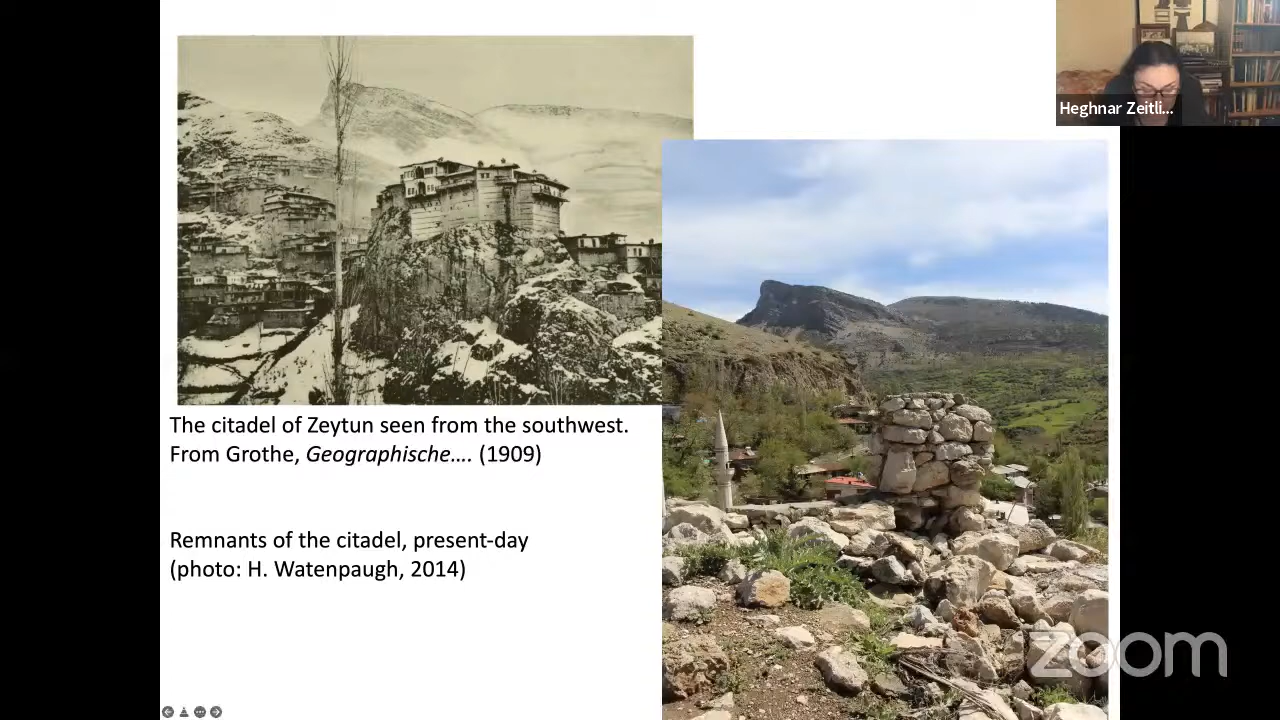 Heghnar Zeitli...
The citadel of Zeytun seen from the southwest.
From Grothe, Geographische.... (1909)
Remnants of the citadel, present-day
(photo: H. Watenpaugh, 2014)
zoom